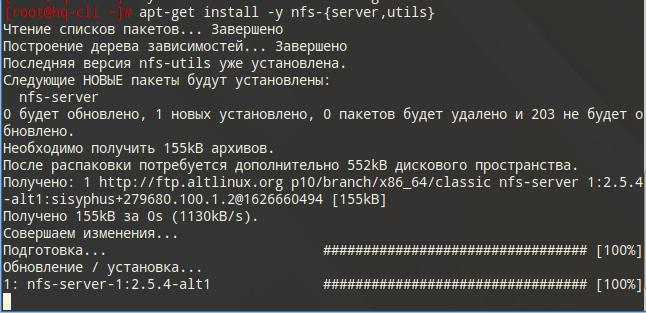 [root@hq-cli ~]# apt-get install -y nfs-{server,utils}
Чтение списков пакетов... Завершено
Построение дерева зависимостей... Завершено
Последняя версия nfs-utils уже установлена.
Следующие НОВЫЕ пакеты будут установлены:
  nfs-server
0 будет обновлено, 1 новых установлено, 0 пакетов будет удалено и 203 не будет о
бновлено.
Необходимо получить 155kB архивов.
После распаковки потребуется дополнительно 552kB дискового пространства.
Получено: 1 http://ftp.altlinux.org p10/branch/x86_64/classic nfs-server 1:2.5.4
-alt1:sisyphus+279680.100.1.2@1626660494 [155kB]
Получено 155kB за 0s (1130kB/s).
Совершаем изменения...
Подготовка...                           ################################# [100%]
Обновление / установка...
1: nfs-server-1:2.5.4-alt1              ################################# [100%]